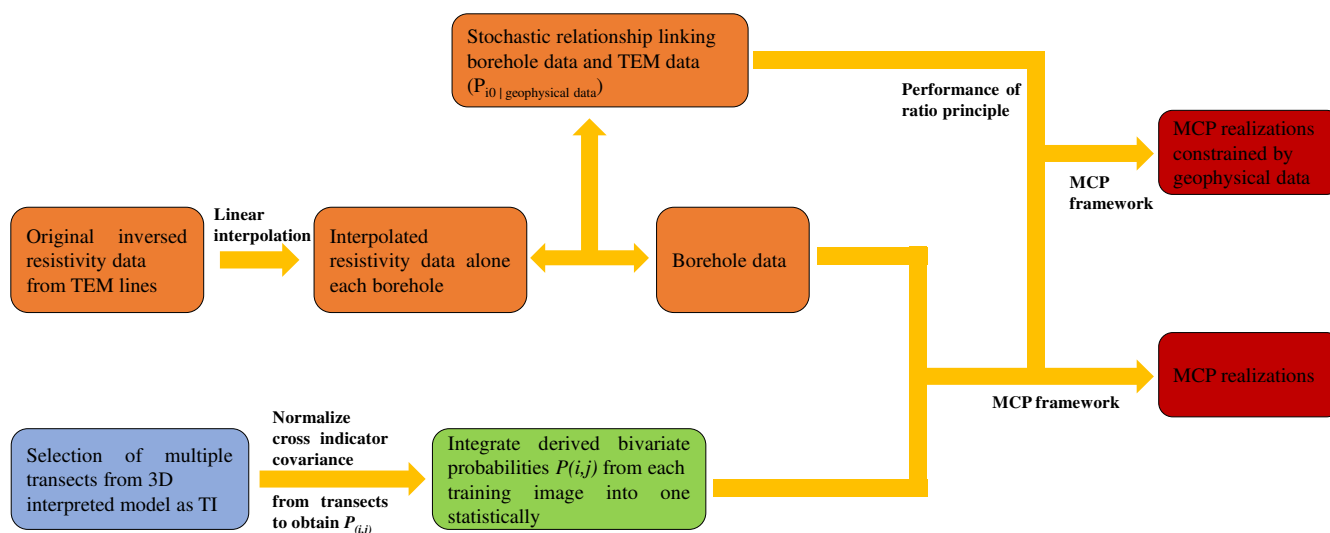 Stochastic relationship linking
borehole data and TEM data
(P_{i0 | geophysical data})
Performance of
ratio principle
MCP realizations
constrained by
geophysical data
MCP
framework
Linear
interpolation
Original inversed
resistivity data
from TEM lines
Interpolated
resistivity data alone
each borehole
Borehole data
MCP realizations
MCP framework
Normalize
cross indicator
covariance
from transects
to obtain P_{(i,j)}
Selection of multiple
transects from 3D
interpreted model as TI
Integrate derived bivariate
probabilities P(i,j) from each
training image into one
statistically